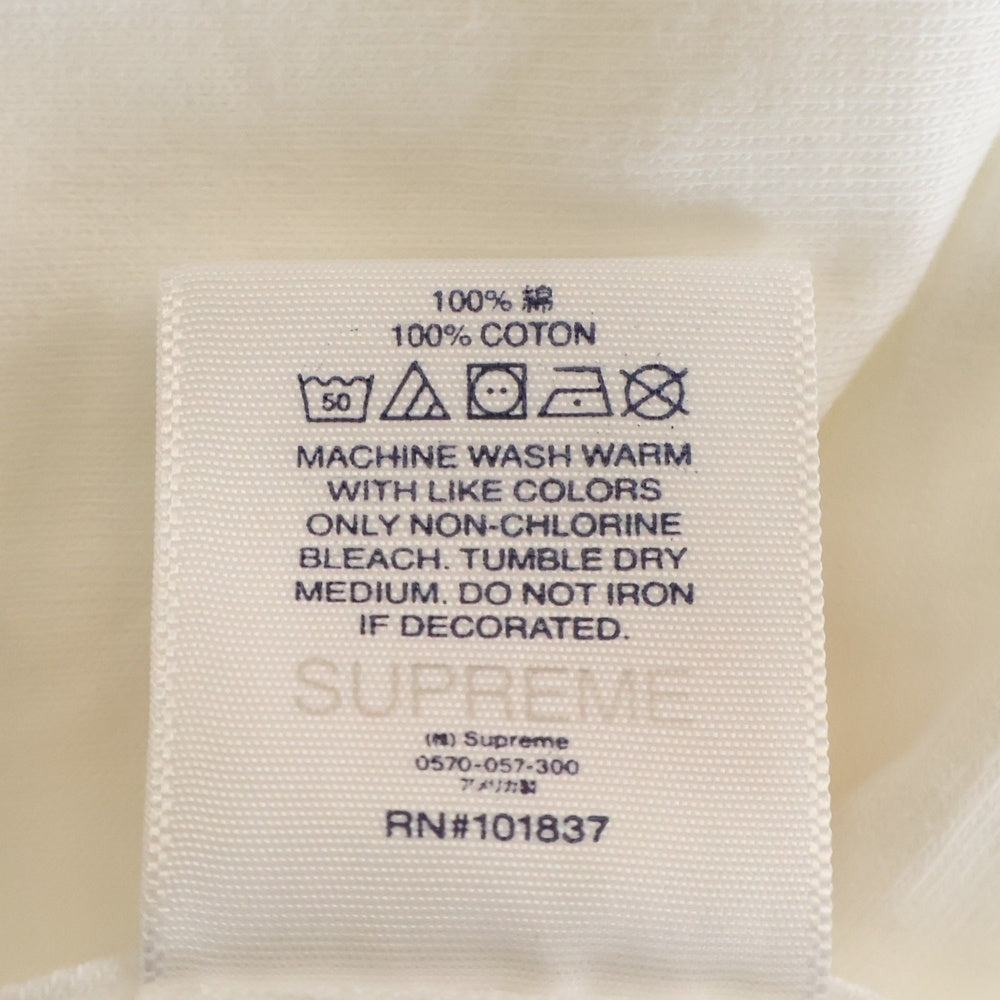 100% 綿
100% COTON
50
MACHINE WASH WARM
WITH LIKE COLORS
ONLY NON-CHLORINE
BLEACH. TUMBLE DRY
MEDIUM. DO NOT IRON
IF DECORATED.
SUPREME
(株) Supreme
0570-057-300
アメリカ製
RN#101837